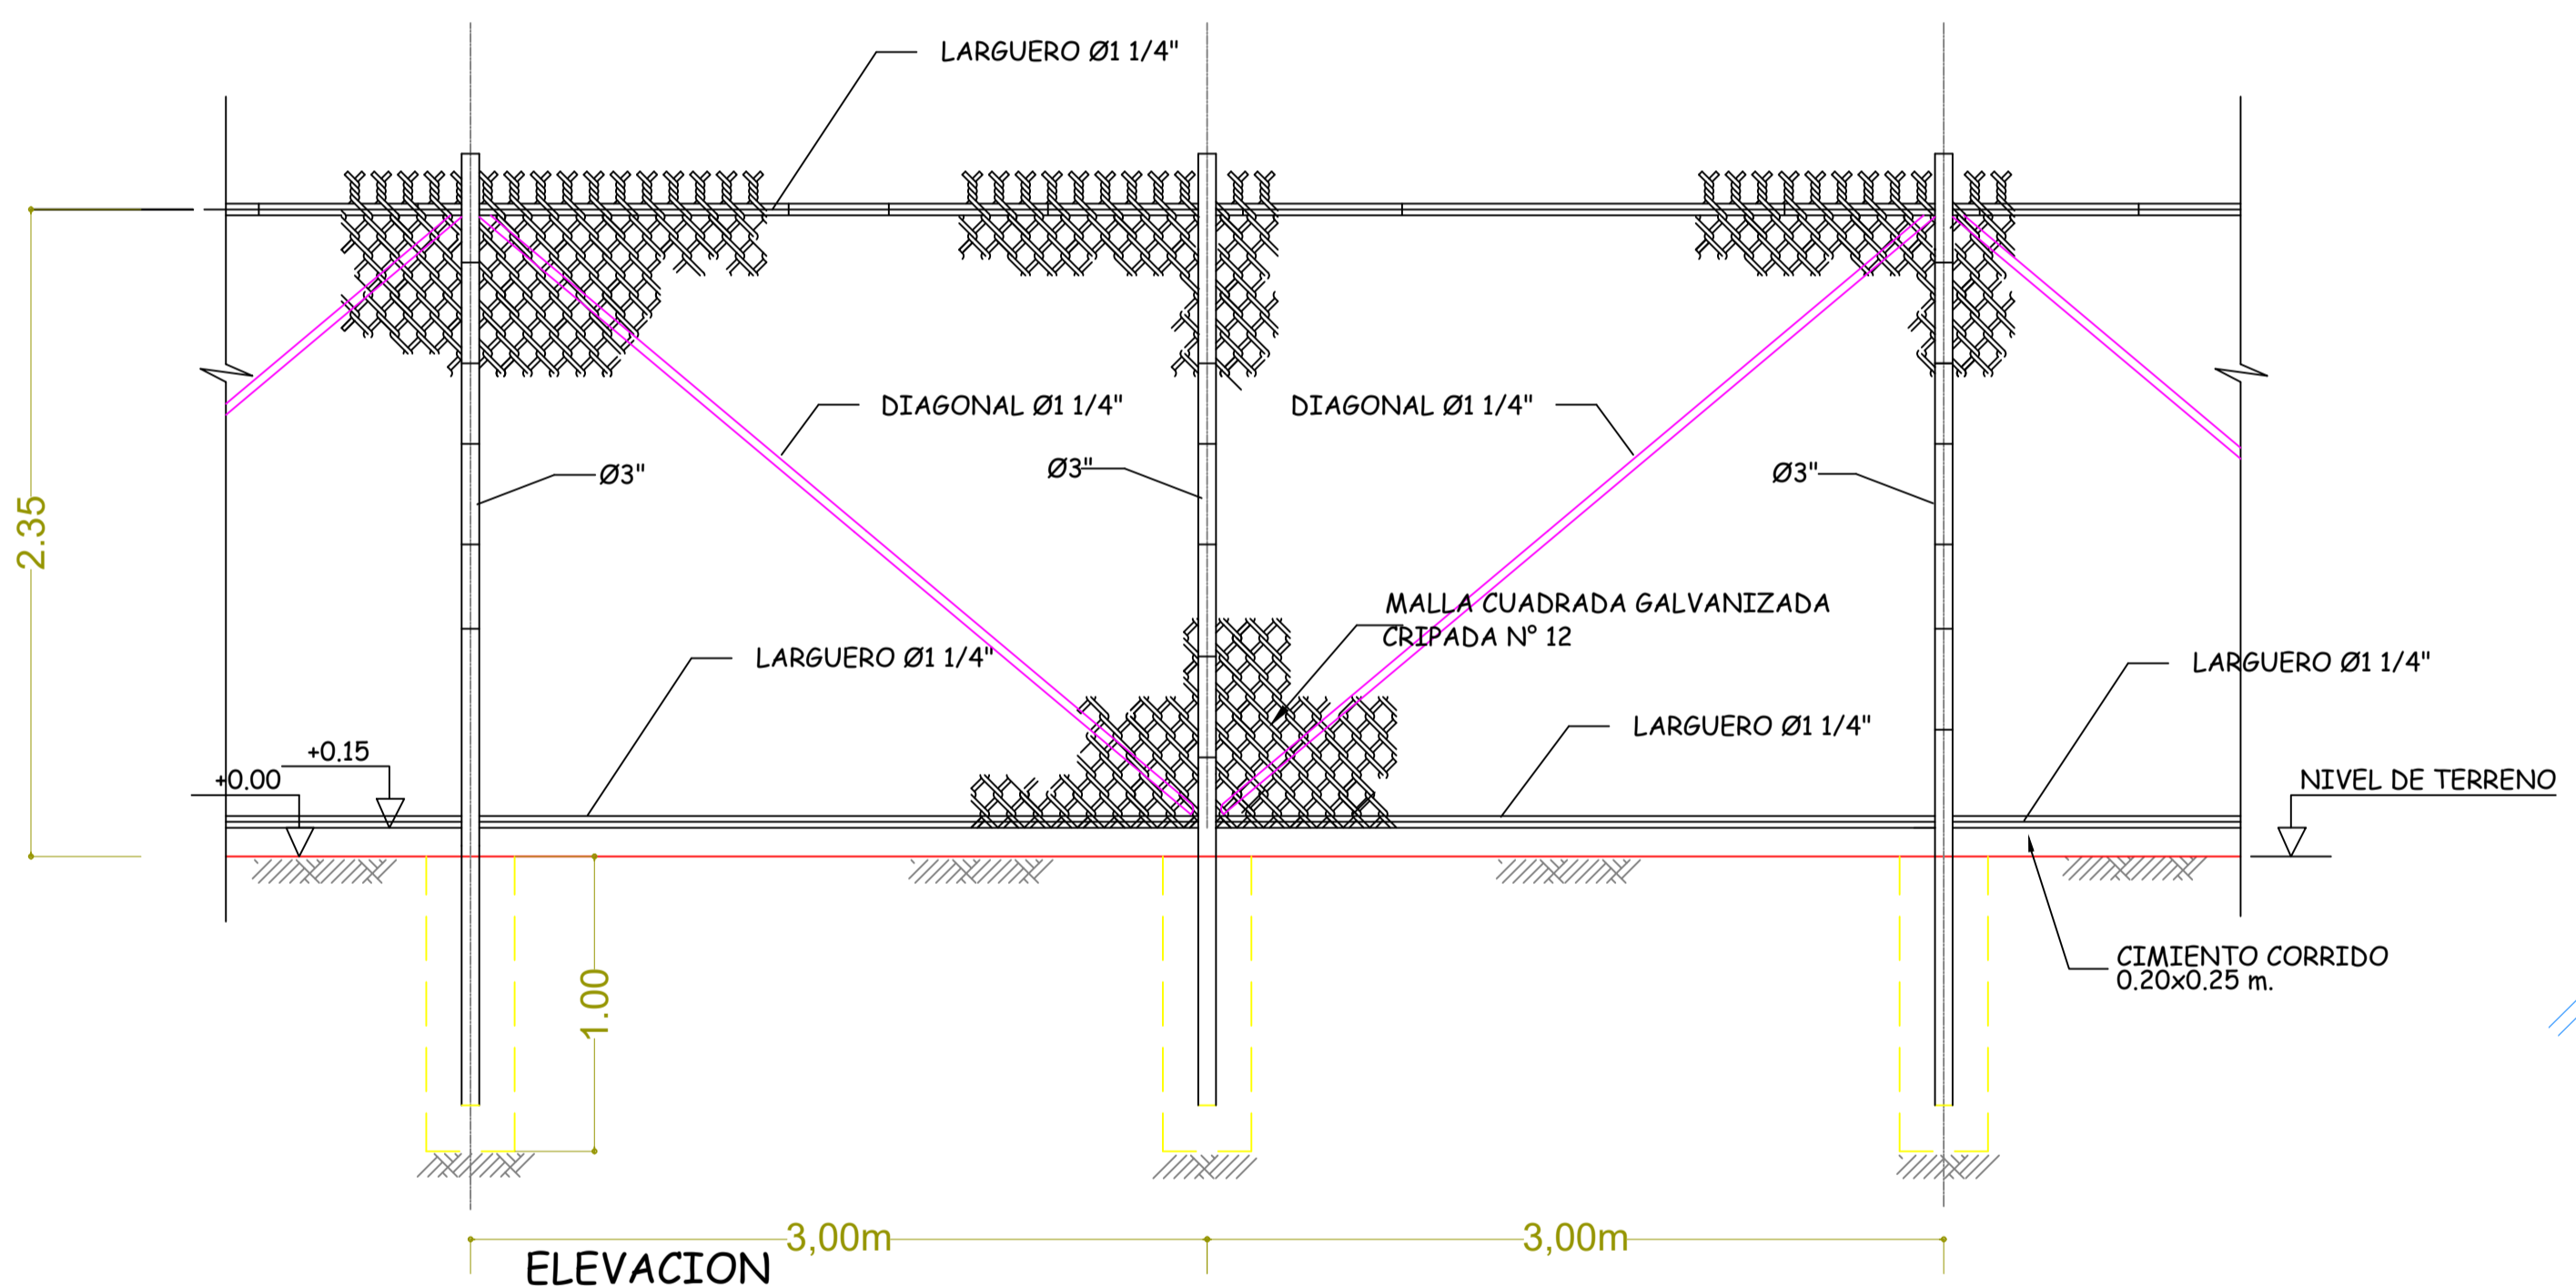 LARGUERO Ø1 1/4"
DIAGONAL Ø1 1/4"
DIAGONAL Ø1 1/4"
Ø3"
Ø3"
Ø3"
2.35
MALLA CUADRADA GALVANIZADA
CRIPADA N° 12
LARGUERO Ø1 1/4"
LARGUERO Ø1 1/4"
LARGUERO Ø1 1/4"
+0.15
+0.00
NIVEL DE TERRENO
CIMIENTO CORRIDO
0.20x0.25 m.
1.00
3,00m
3,00m
ELEVACION